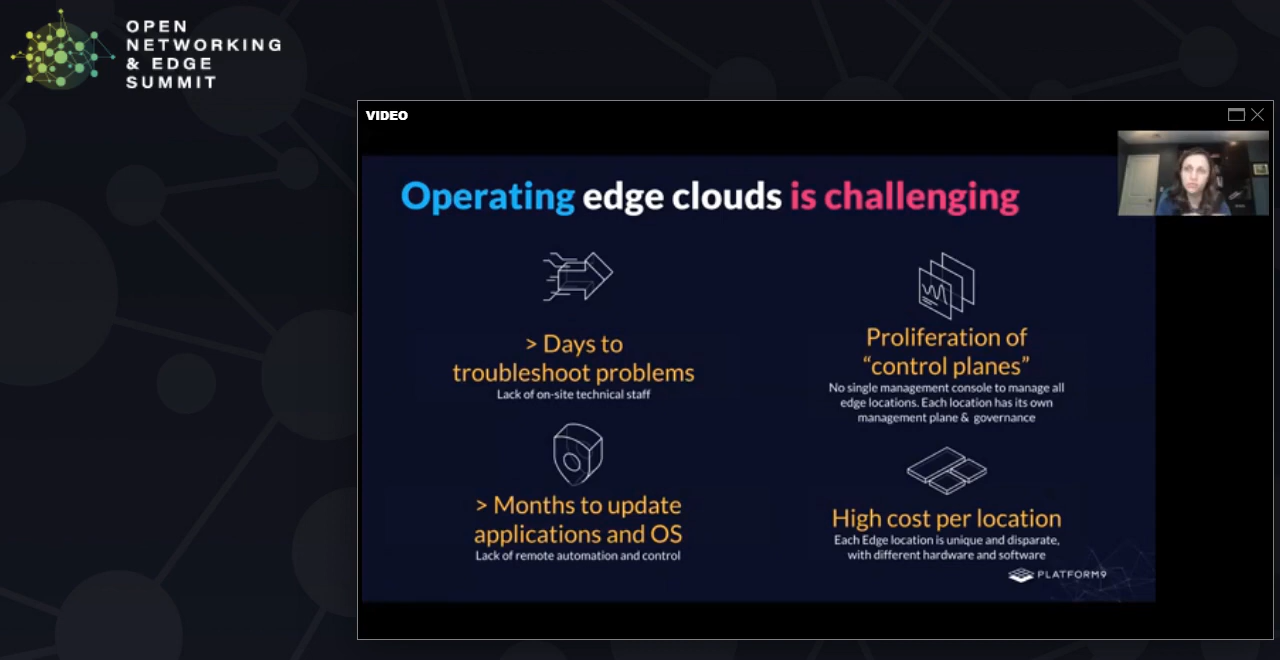 OPEN
NETWORKING
& EDGE
SUMMIT
VIDEO
Operating edge clouds is challenging
> Days to
troubleshoot problems
Lack of on-site technical staff
Proliferation of
“control planes”
No single management console to manage all
edge locations. Each location has its own
management plane & governance
> Months to update
applications and OS
Lack of remote automation and control
High cost per location
Each Edge location is unique and disparate,
with different hardware and software
PLATFORM9